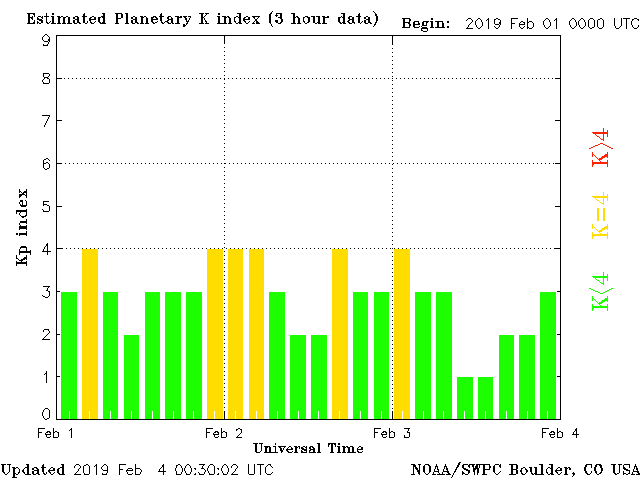 Estimated Planetary K index (3 hour data)
Begin: 2019 Feb 01 0000 UTC
9
8
7
6
5
4
3
2
1
0
Kp index
K>4
K=4
K<4
Feb 1
Feb 2
Feb 3
Feb 4
Universal Time
Updated 2019 Feb 4 00:30:02 UTC
NOAA/SWPC Boulder, CO USA